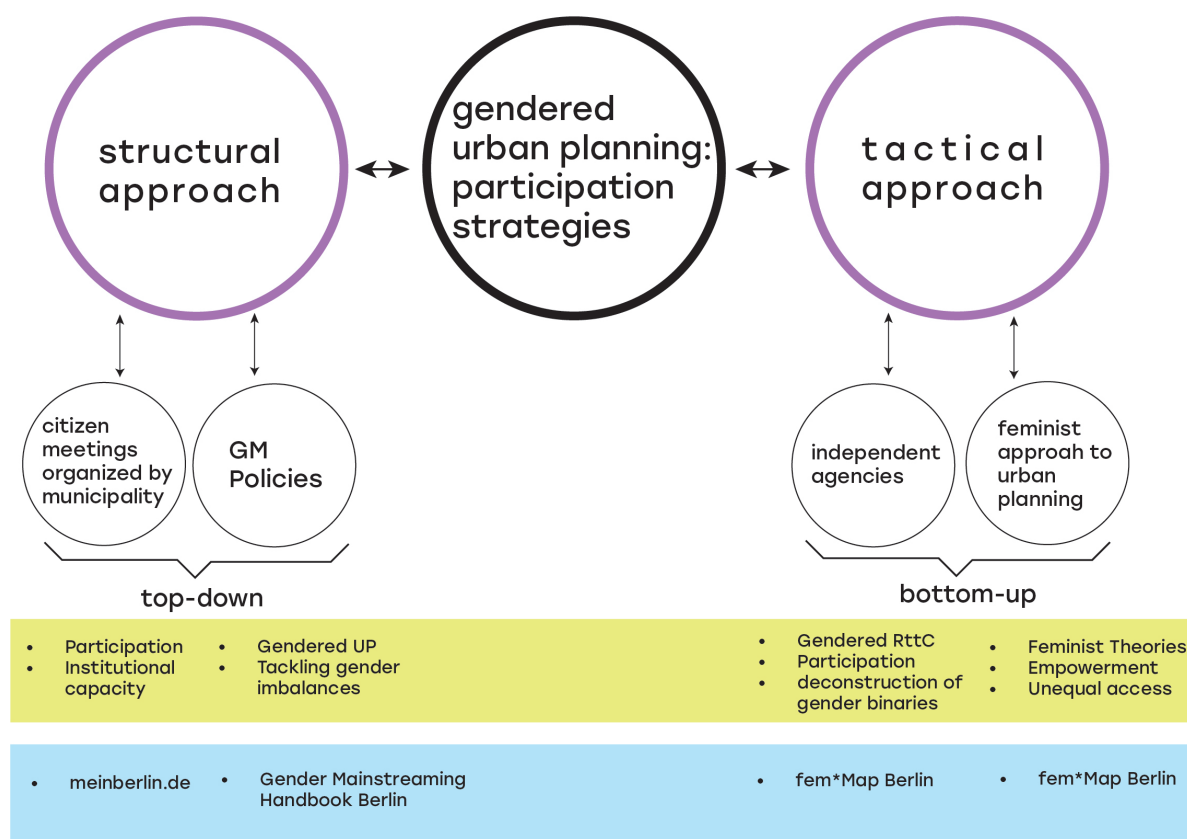 structural
approach
gendered
urban planning:
participation
strategies
tactical
approach
citizen
meetings
organized by
municipality
GM
Policies
independent
agencies
feminist
approah to
urban
planning
top-down
bottom-up
• Participation
• Institutional
capacity
• Gendered UP
• Tackling gender
imbalances
• Gendered RttC
• Participation
• deconstruction of
gender binaries
• Feminist Theories
• Empowerment
• Unequal access
• meinberlin.de
• Gender Mainstreaming
Handbook Berlin
• fem*Map Berlin
• fem*Map Berlin